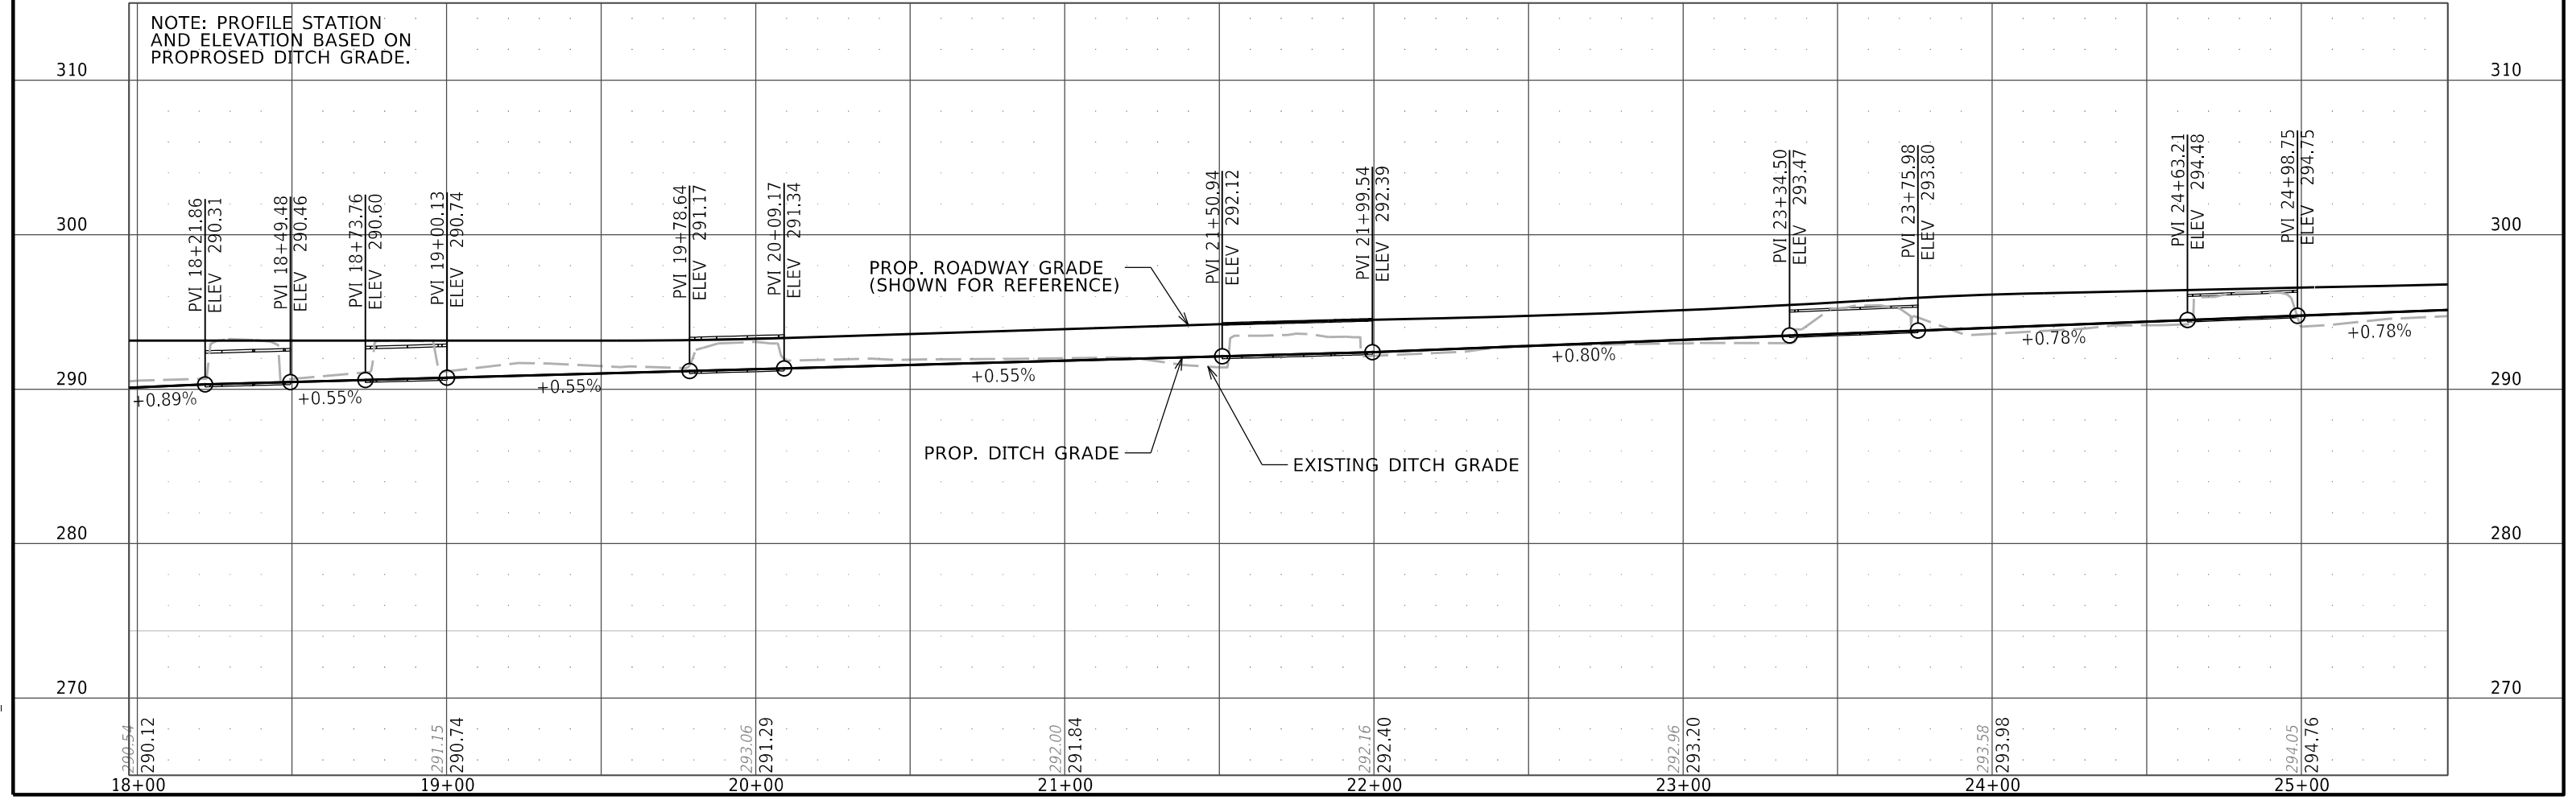 NOTE: PROFILE STATION
AND ELEVATION BASED ON
PROPROSED DITCH GRADE.
310
310
300
300
290
290
280
280
270
270
PVI 18+21.86
ELEV 290.31
PVI 18+49.48
ELEV 290.46
PVI 18+73.76
ELEV 290.60
PVI 19+00.13
ELEV 290.74
PVI 19+78.64
ELEV 291.17
PVI 20+09.17
ELEV 291.34
PVI 21+50.94
ELEV 292.12
PVI 21+99.54
ELEV 292.39
PVI 23+34.50
ELEV 293.47
PVI 23+75.98
ELEV 293.80
PVI 24+63.21
ELEV 294.48
PVI 24+98.75
ELEV 294.75
PROP. ROADWAY GRADE
(SHOWN FOR REFERENCE)
+0.89%
+0.55%
+0.55%
+0.55%
+0.80%
+0.78%
+0.78%
PROP. DITCH GRADE
EXISTING DITCH GRADE
290.54
290.12
291.15
290.74
293.06
291.29
292.00
291.84
292.16
292.40
292.96
293.20
293.58
293.98
294.05
294.76
18+00
19+00
20+00
21+00
22+00
23+00
24+00
25+00